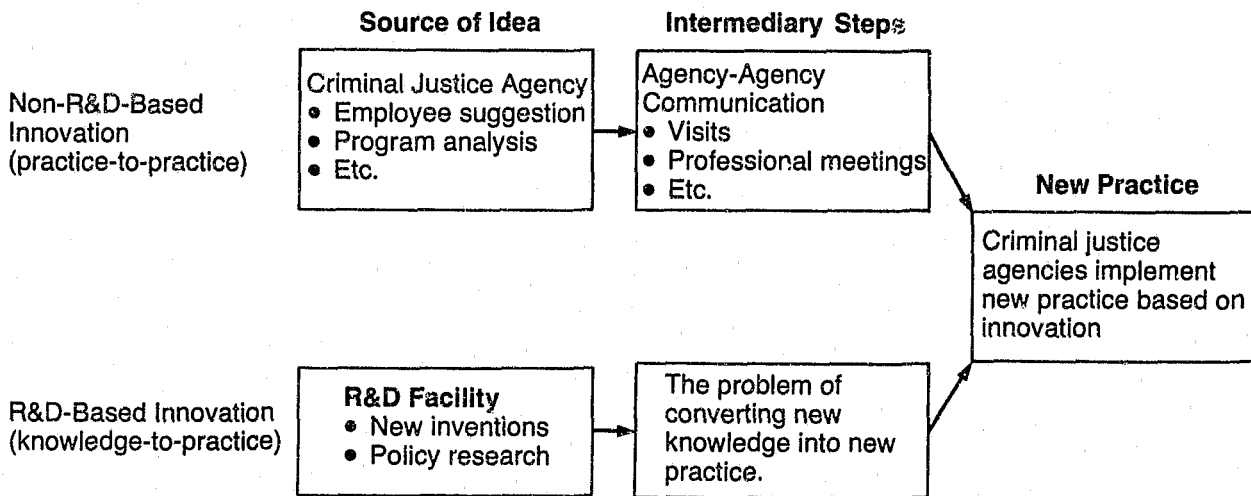 Source of Idea
Intermediary Steps
Non-R&D-Based
Innovation
(practice-to-practice)
Criminal Justice Agency
• Employee suggestion
• Program analysis
• Etc.
Agency-Agency
Communication
• Visits
• Professional meetings
• Etc.
New Practice
Criminal justice
agencies implement
new practice based on
innovation
R&D-Based Innovation
(knowledge-to-practice)
R&D Facility
• New inventions
• Policy research
The problem of
converting new
knowledge into new
practice.